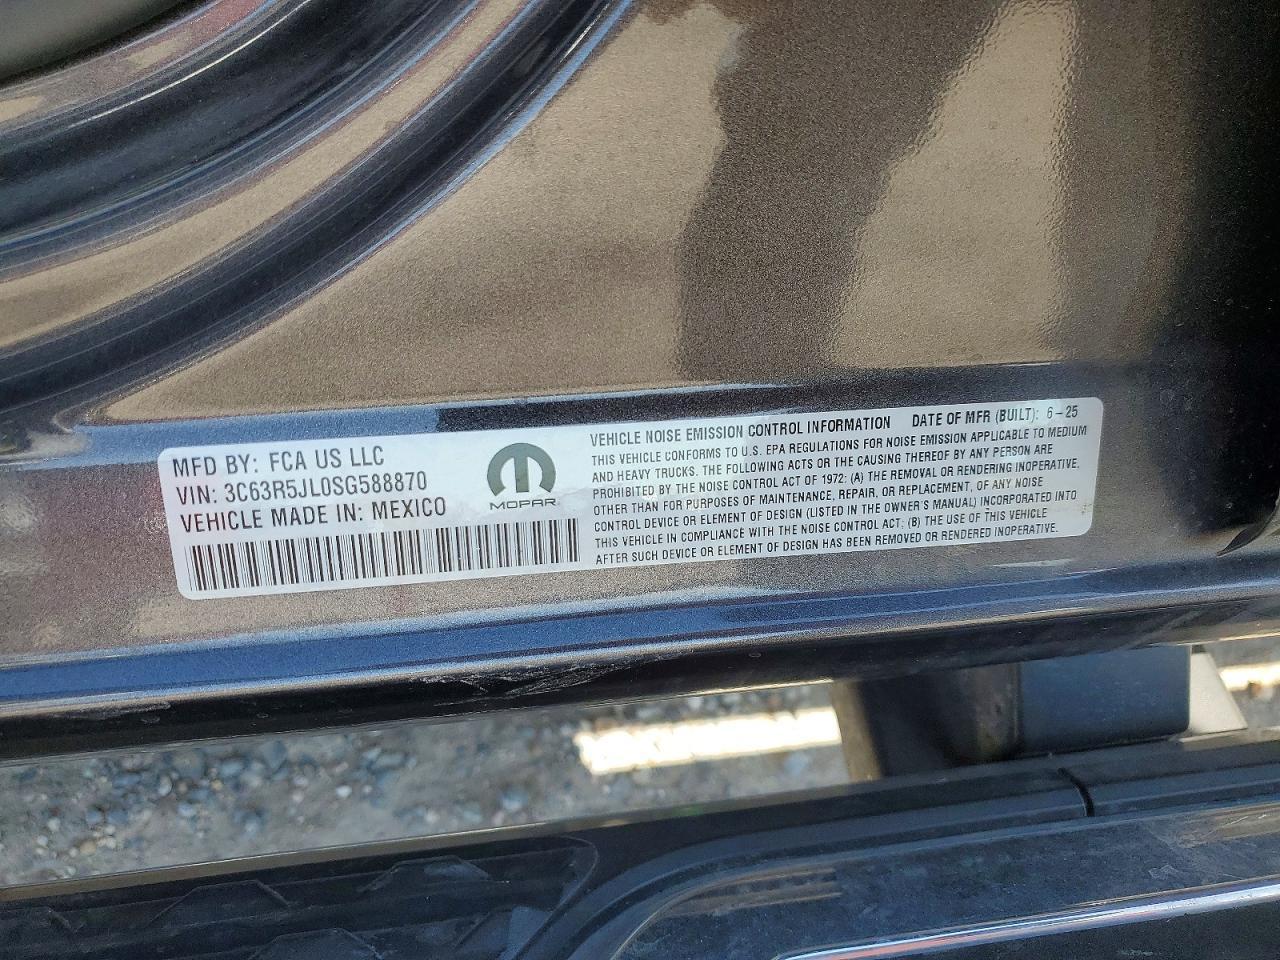 MFD BY: FCA US LLC
VIN: 3C63R5JL0SG588870
VEHICLE MADE IN: MEXICO
MOPAR
VEHICLE NOISE EMISSION CONTROL INFORMATION DATE OF MFR (BUILT): 6-25
THIS VEHICLE CONFORMS TO U.S. EPA REGULATIONS FOR NOISE EMISSION APPLICABLE TO MEDIUM
AND HEAVY TRUCKS. THE FOLLOWING ACTS OR THE CAUSING THEREOF BY ANY PERSON ARE
PROHIBITED BY THE NOISE CONTROL ACT OF 1972: (A) THE REMOVAL OR RENDERING INOPERATIVE,
OTHER THAN FOR PURPOSES OF MAINTENANCE, REPAIR, OR REPLACEMENT, OF ANY NOISE
CONTROL DEVICE OR ELEMENT OF DESIGN (LISTED IN THE OWNER'S MANUAL) INCORPORATED INTO
THIS VEHICLE IN COMPLIANCE WITH THE NOISE CONTROL ACT; (B) THE USE OF THIS VEHICLE
AFTER SUCH DEVICE OR ELEMENT OF DESIGN HAS BEEN REMOVED OR RENDERED INOPERATIVE.